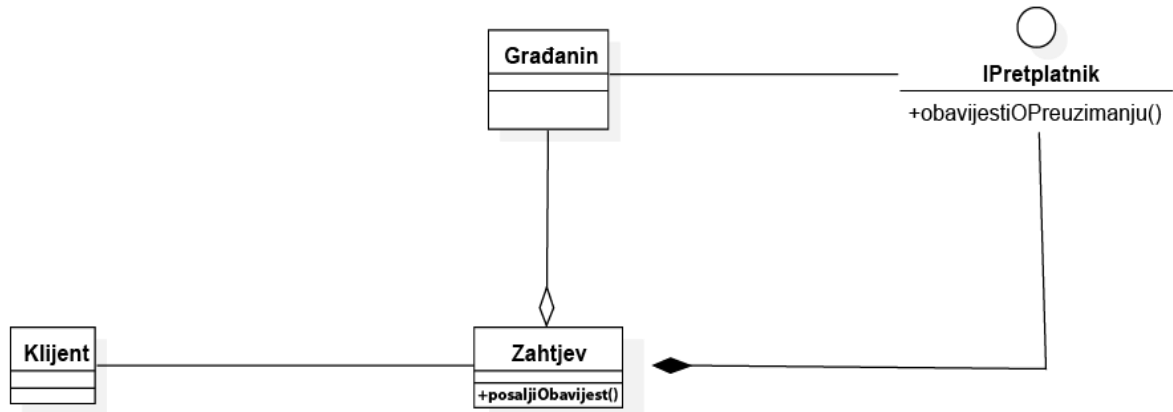 Građanin
IPretplatnik
+obavijestiOPreuzimanju()
Klijent
Zahtjev
+posaljiObavijest()